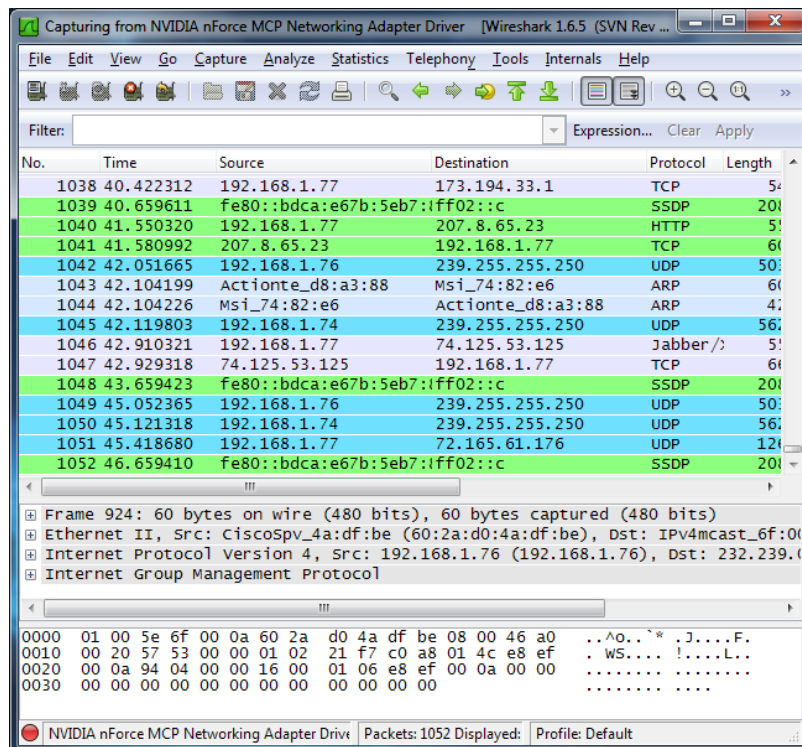 Capturing from NVIDIA nForce MCP Networking Adapter Driver [Wireshark 1.6.5 (SVN Rev ...
File Edit View Go Capture Analyze Statistics Telephony Tools Internals Help
Filter: Expression... Clear Apply
No. Time Source Destination Protocol Length
1038 40.422312 192.168.1.77 173.194.33.1 TCP
1039 40.659611 fe80::bdca:e67b:5eb7: ff02::c SSDP 208
1040 41.550320 192.168.1.77 207.8.65.23 HTTP
1041 41.580992 207.8.65.23 192.168.1.77 TCP
1042 42.051665 192.168.1.76 239.255.255.250 UDP 503
1043 42.104199 Actionte_d8:a3:88 Msi_74:82:e6 ARP
1044 42.104226 Msi_74:82:e6 Actionte_d8:a3:88 ARP
1045 42.119803 192.168.1.74 239.255.255.250 UDP 562
1046 42.910321 192.168.1.77 74.125.53.125 Jabber/
1047 42.929318 74.125.53.125 192.168.1.77 TCP
1048 43.659423 fe80::bdca:e67b:5eb7: ff02::c SSDP 208
1049 45.052365 192.168.1.76 239.255.255.250 UDP 503
1050 45.121318 192.168.1.74 239.255.255.250 UDP 562
1051 45.418680 192.168.1.77 72.165.61.176 UDP 126
1052 46.659410 fe80::bdca:e67b:5eb7: ff02::c SSDP 208
Frame 924: 60 bytes on wire (480 bits), 60 bytes captured (480 bits)
Ethernet II, Src: CiscoSpv_4a:df:be (60:2a:d0:4a:df:be), Dst: IPv4mcast_6f:00
Internet Protocol Version 4, Src: 192.168.1.76 (192.168.1.76), Dst: 232.239.0
Internet Group Management Protocol
0000 01 00 5e 6f 00 0a 60 2a d0 4a df be 08 00 46 a0 ..^o..`* .J....F.
0010 00 20 57 53 00 00 01 02 21 f7 c0 a8 01 4c e8 ef . WS.... !....L..
0020 00 0a 94 04 00 00 16 00 01 06 e8 ef 00 0a 00 00 ........ ........
0030 00 00 00 00 00 00 00 00 00 00 00 00 ........ ....
NVIDIA nForce MCP Networking Adapter Drive Packets: 1052 Displayed: Profile: Default